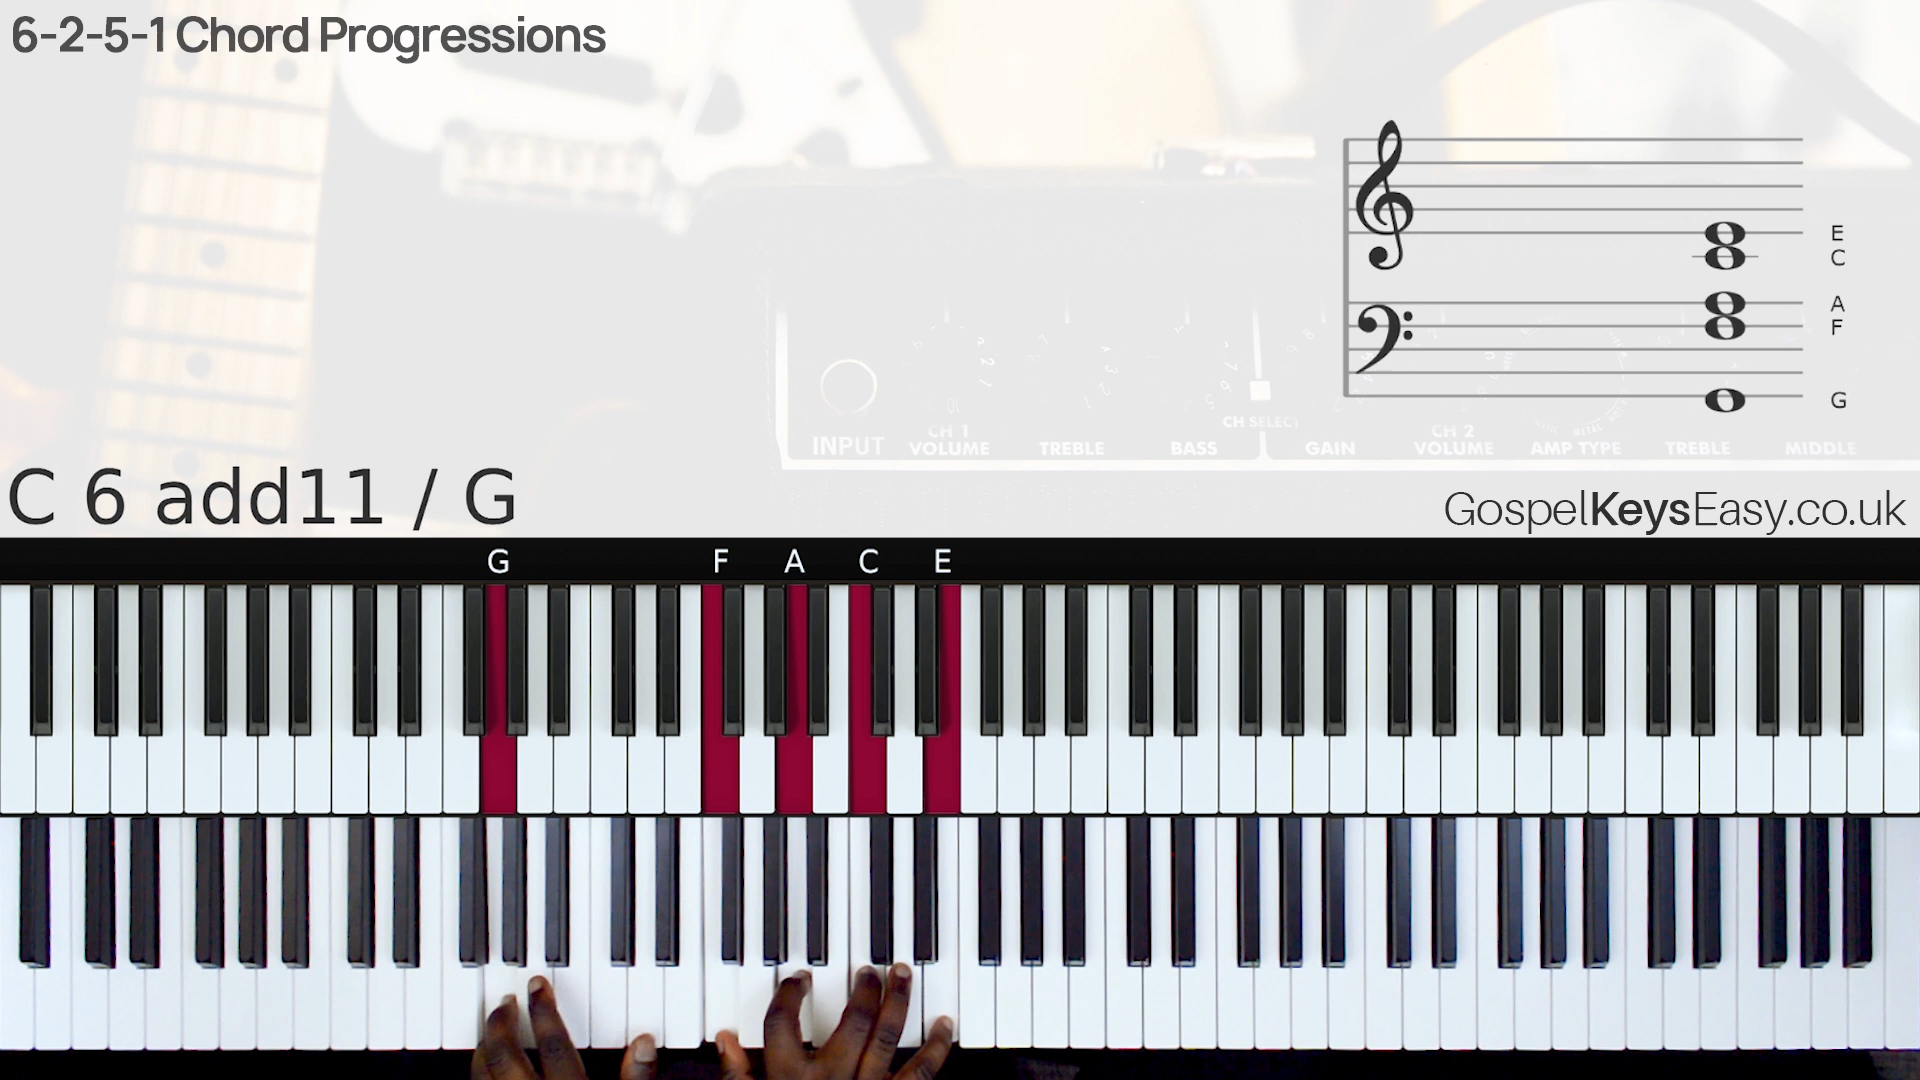 6-2-5-1 Chord Progressions
E
C
A
F
G
INPUT
CH 1
VOLUME
TREBLE
BASS
CH SELECT
GAIN
CH 2
VOLUME
AMP TYPE
TREBLE
MIDDLE
C 6 add11 / G
GospelKeysEasy.co.uk
G F A C E